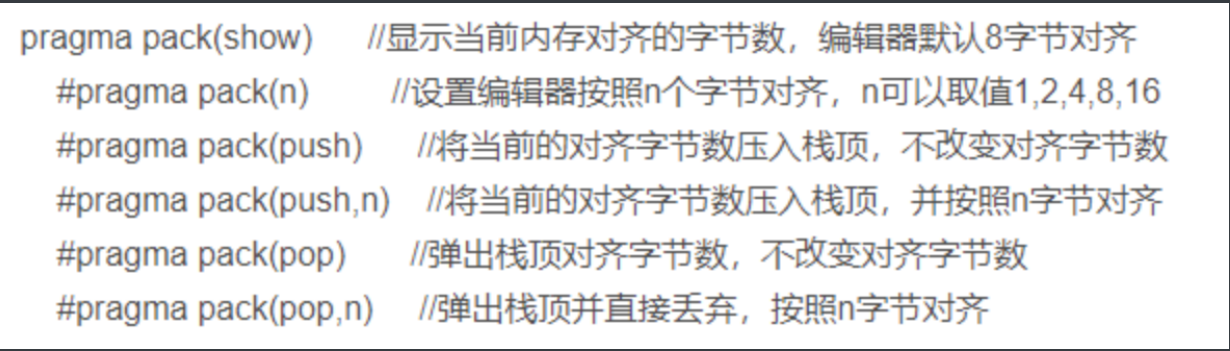 pragma pack(show) //显示当前内存对齐的字节数，编辑器默认8字节对齐
#pragma pack(n) //设置编辑器按照n个字节对齐，n可以取值1,2,4,8,16
#pragma pack(push) //将当前的对齐字节数压入栈顶，不改变对齐字节数
#pragma pack(push,n) //将当前的对齐字节数压入栈顶，并按照n字节对齐
#pragma pack(pop) //弹出栈顶对齐字节数，不改变对齐字节数
#pragma pack(pop,n) //弹出栈顶并直接丢弃，按照n字节对齐